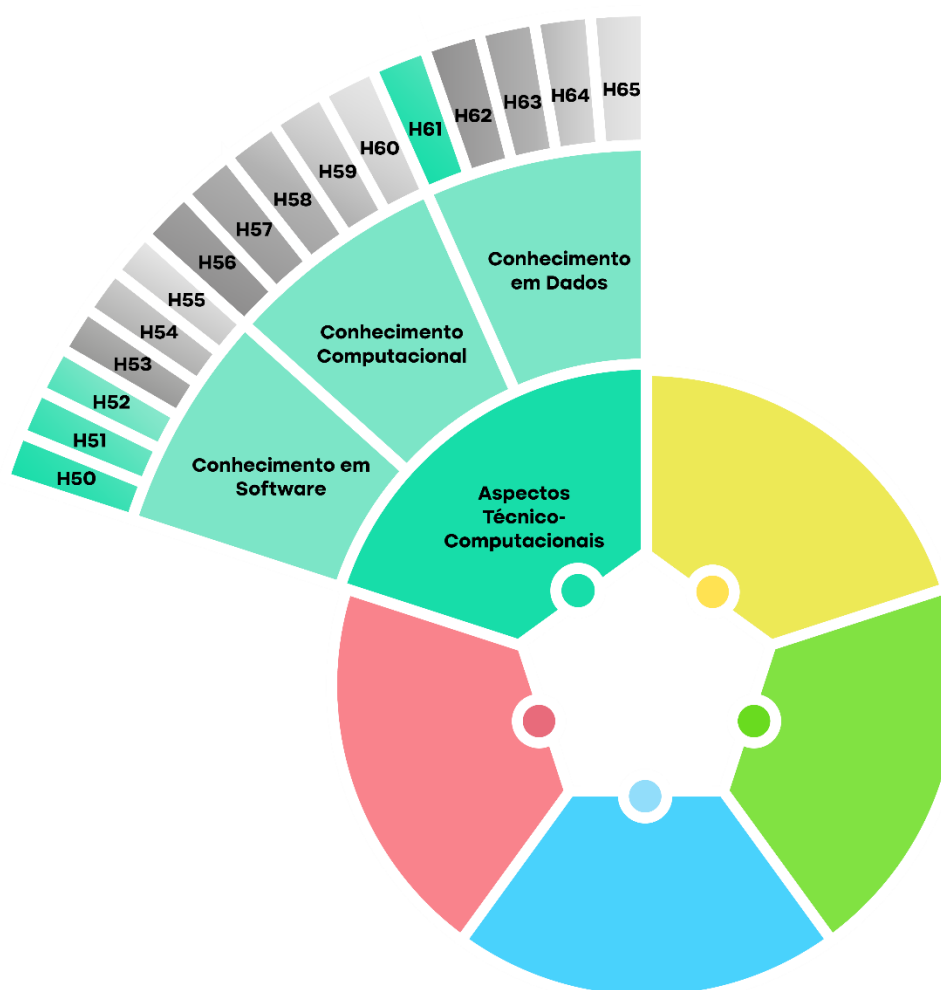 H50
H51
H52
H53
H54
H55
H56
H57
H58
H59
H60
H61
H62
H63
H64
H65
Conhecimento em
Software
Conhecimento
Computacional
Conhecimento
em Dados
Aspectos
Técnico-
Computacionais